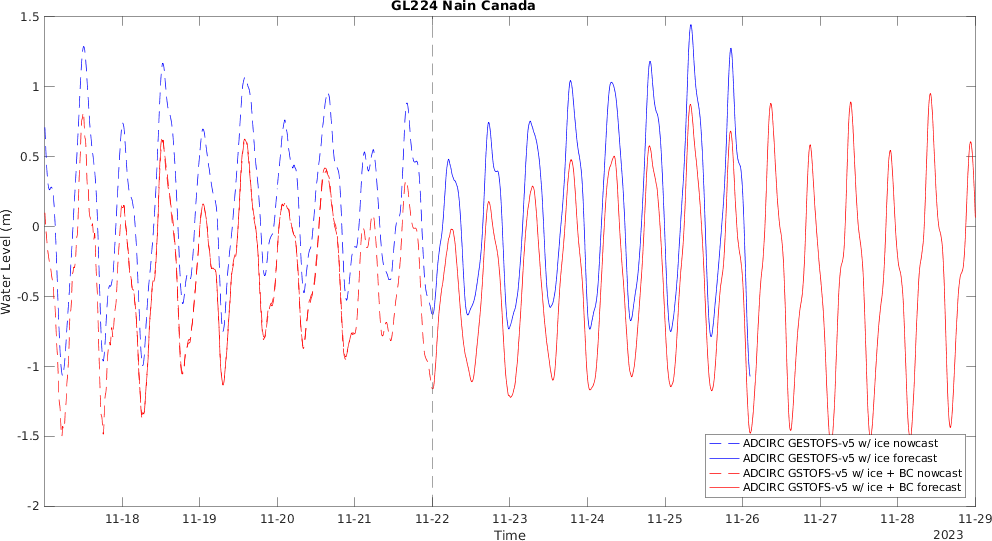 GL224 Nain Canada
1.5
1
0.5
0
-0.5
-1
-1.5
-2
Water Level (m)
ADCIRC GESTOFS-v5 w/ ice nowcast
ADCIRC GESTOFS-v5 w/ ice forecast
ADCIRC GSTOFS-v5 w/ ice + BC nowcast
ADCIRC GSTOFS-v5 w/ ice + BC forecast
11-18 11-19 11-20 11-21 11-22 11-23 11-24 11-25 11-26 11-27 11-28 11-29
Time
2023